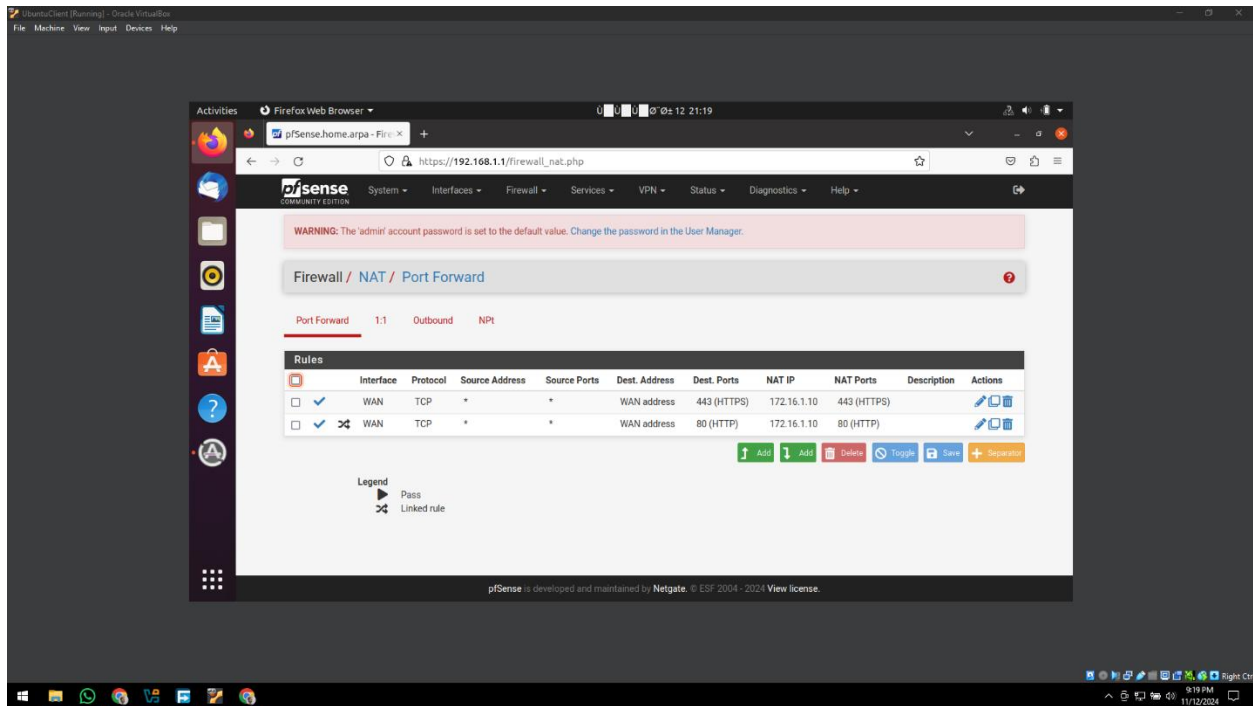 UbuntuClient [Running] - Oracle VirtualBox
File Machine View Input Devices Help
Activities Firefox Web Browser 21:19
pfSense.home.arpa - Fire
https://192.168.1.1/firewall_nat.php
pfsense System Interfaces Firewall Services VPN Status Diagnostics Help
COMMUNITY EDITION
WARNING: The 'admin' account password is set to the default value. Change the password in the User Manager.
Firewall / NAT / Port Forward
Port Forward 1:1 Outbound NPt
Rules
Interface Protocol Source Address Source Ports Dest. Address Dest. Ports NAT IP NAT Ports Description Actions
WAN TCP * * WAN address 443 (HTTPS) 172.16.1.10 443 (HTTPS)
WAN TCP * * WAN address 80 (HTTP) 172.16.1.10 80 (HTTP)
Add Add Delete Toggle Save Separator
Legend
Pass
Linked rule
pfSense is developed and maintained by Netgate. © ESF 2004 - 2024 View license.
Right Ctr
9:19 PM
11/12/2024